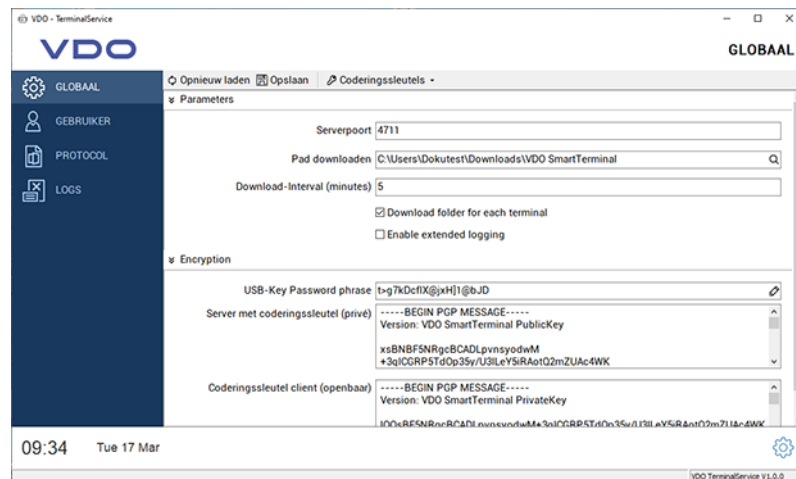 VDO - TerminalService
VDO
GLOBAAL
GLOBAAL
GEBRUIKER
PROTOCOL
LOGS
Opnieuw laden Opslaan Coderingssleutels
Parameters
Serverpoort 4711
Pad downloaden C:\Users\Dokutest\Downloads\VDO SmartTerminal
Download-Interval (minutes) 5
Download folder for each terminal
Enable extended logging
Encryption
USB-Key Password phrase t>g7kDcfIX@jxH]1@bJD
Server met coderingssleutel (privé) -----BEGIN PGP MESSAGE-----
Version: VDO SmartTerminal PublicKey
xsBNBF5NRgcBCADLpvnsyodwM
+3qICGRP5TdOp35y/U3ILeY5iRAotQ2mZUAc4WK
Coderingssleutel client (openbaar) -----BEGIN PGP MESSAGE-----
Version: VDO SmartTerminal PrivateKey
09:34 Tue 17 Mar
VDO TerminalService V1.0.0